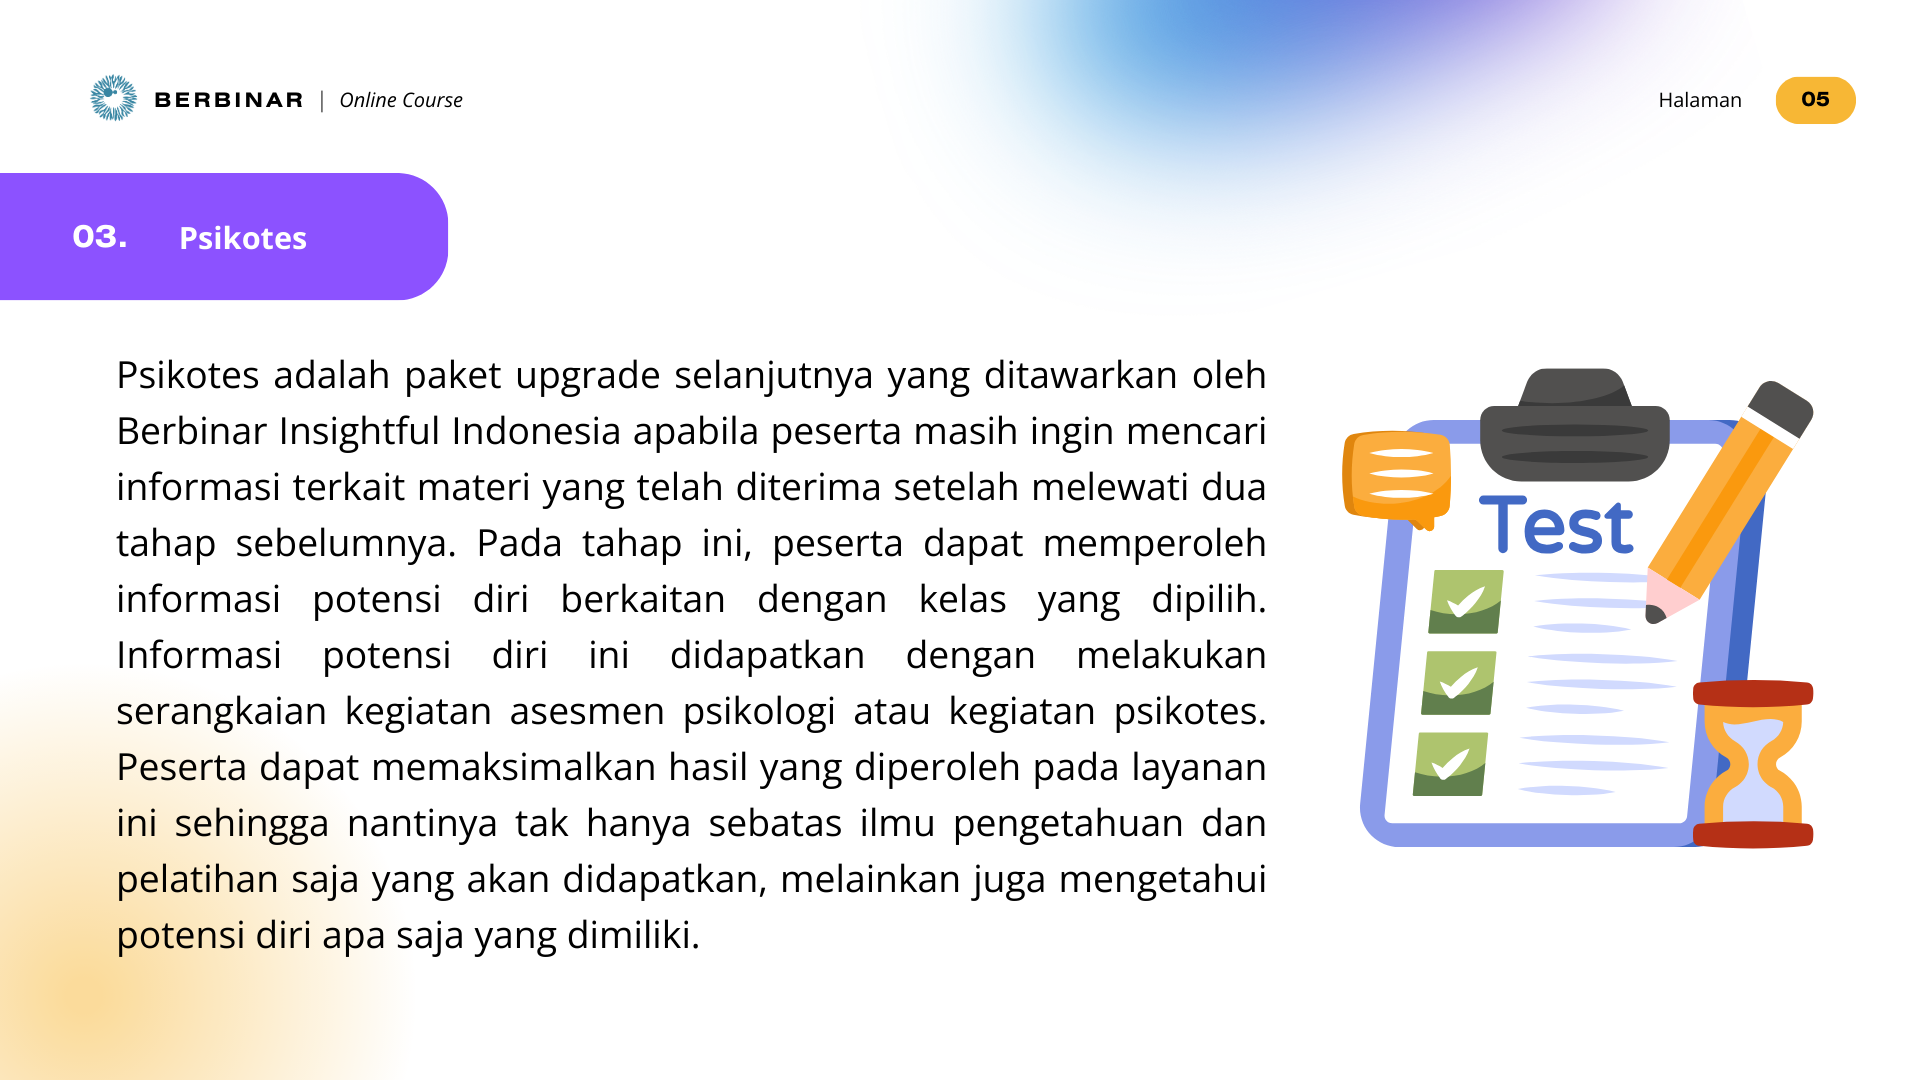 BERBINAR | Online Course
Halaman 05
03. Psikotes
Psikotes adalah paket upgrade selanjutnya yang ditawarkan oleh
Berbinar Insightful Indonesia apabila peserta masih ingin mencari
informasi terkait materi yang telah diterima setelah melewati dua
tahap sebelumnya. Pada tahap ini, peserta dapat memperoleh
informasi potensi diri berkaitan dengan kelas yang dipilih.
Informasi potensi diri ini didapatkan dengan melakukan
serangkaian kegiatan asesmen psikologi atau kegiatan psikotes.
Peserta dapat memaksimalkan hasil yang diperoleh pada layanan
ini sehingga nantinya tak hanya sebatas ilmu pengetahuan dan
pelatihan saja yang akan didapatkan, melainkan juga mengetahui
potensi diri apa saja yang dimiliki.
Test